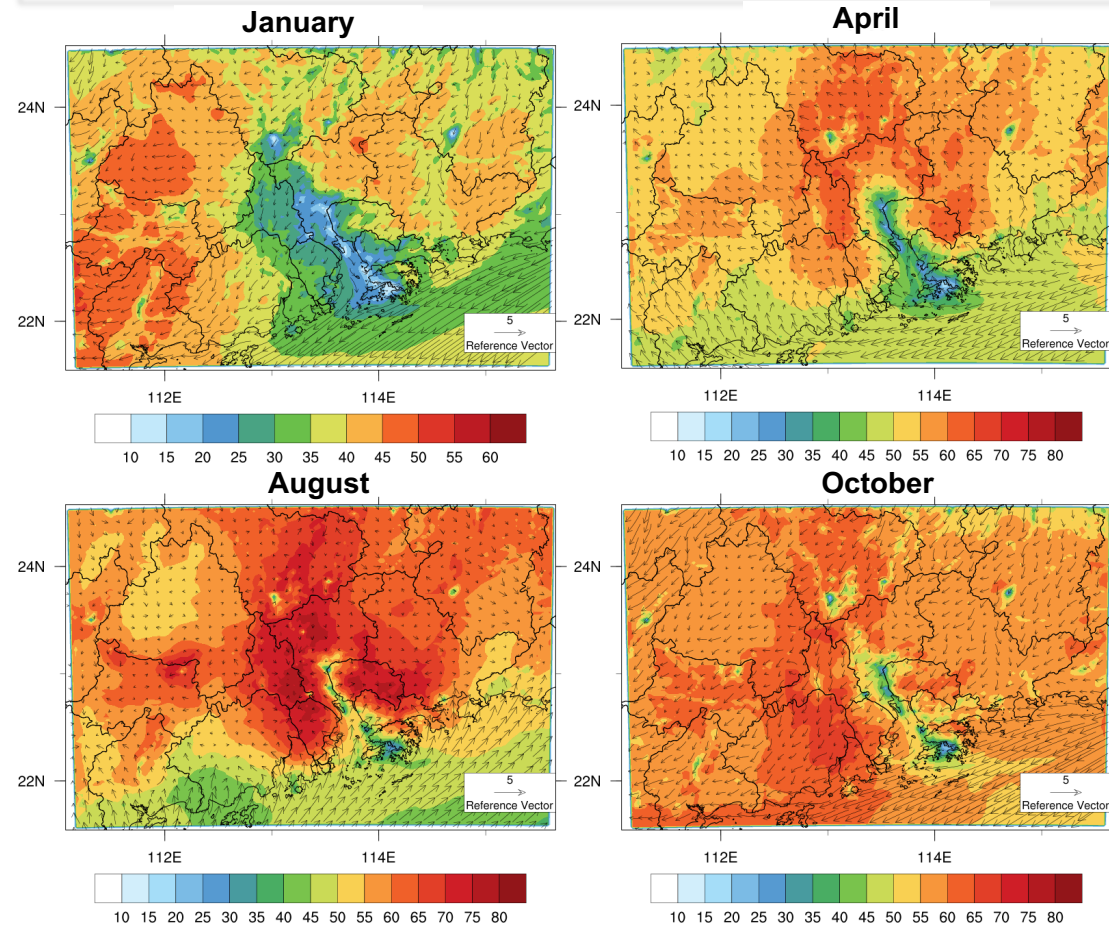 January
April
24N
22N
112E
114E
5
Reference Vector
10 15 20 25 30 35 40 45 50 55 60
24N
22N
112E
114E
5
Reference Vector
10 15 20 25 30 35 40 45 50 55 60 65 70 75 80
August
October
24N
22N
112E
114E
5
Reference Vector
10 15 20 25 30 35 40 45 50 55 60 65 70 75 80
24N
22N
112E
114E
5
Reference Vector
10 15 20 25 30 35 40 45 50 55 60 65 70 75 80